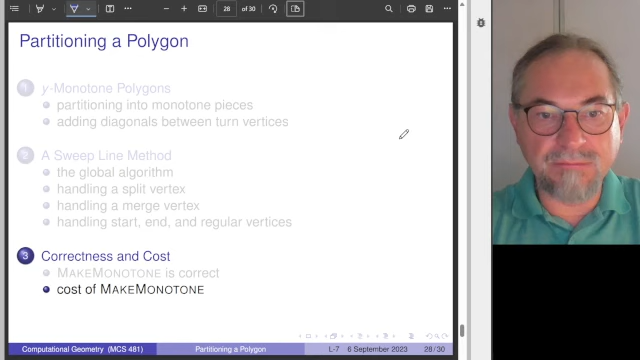 28 of 30
Partitioning a Polygon
1 y-Monotone Polygons
partitioning into monotone pieces
adding diagonals between turn vertices
2 A Sweep Line Method
the global algorithm
handling a split vertex
handling a merge vertex
handling start, end, and regular vertices
3 Correctness and Cost
MAKEMONOTONE is correct
cost of MAKEMONOTONE
Computational Geometry (MCS 481) Partitioning a Polygon L-7 6 September 2023 28 / 30